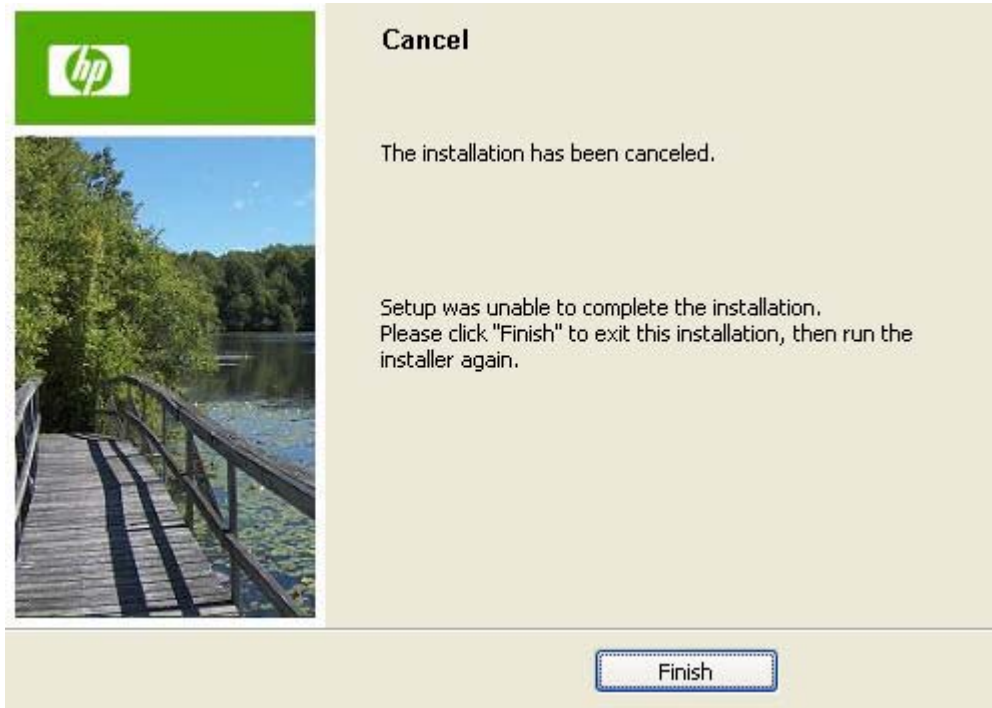 hp
Cancel
The installation has been canceled.
Setup was unable to complete the installation.
Please click "Finish" to exit this installation, then run the
installer again.
Finish